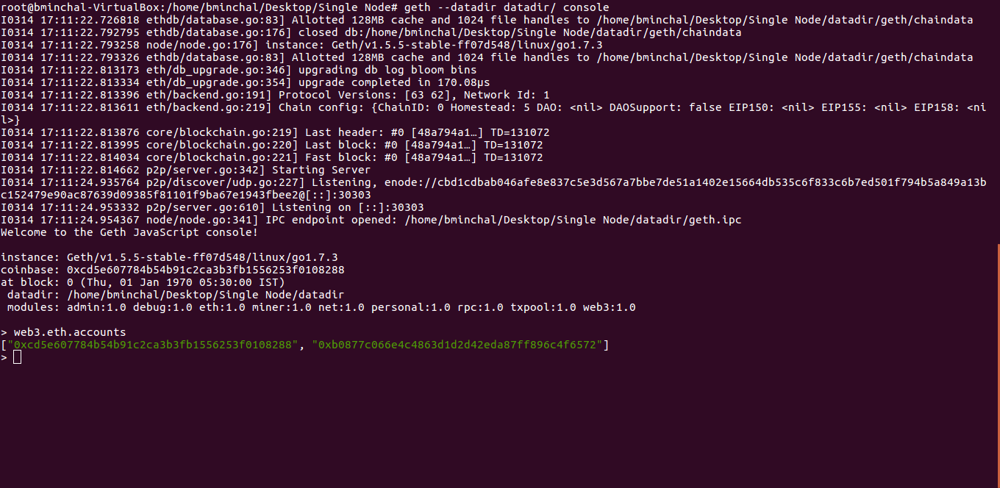 root@bminchal-VirtualBox:/home/bminchal/Desktop/Single Node# geth --datadir datadir/ console
I0314 17:11:22.726818 ethdb/database.go:83] Allotted 128MB cache and 1024 file handles to /home/bminchal/Desktop/Single Node/datadir/geth/chaindata
I0314 17:11:22.792795 ethdb/database.go:176] closed db:/home/bminchal/Desktop/Single Node/datadir/geth/chaindata
I0314 17:11:22.793258 node/node.go:176] instance: Geth/v1.5.5-stable-ff07d548/linux/go1.7.3
I0314 17:11:22.793326 ethdb/database.go:83] Allotted 128MB cache and 1024 file handles to /home/bminchal/Desktop/Single Node/datadir/geth/chaindata
I0314 17:11:22.813173 eth/db_upgrade.go:346] upgrading db log bloom bins
I0314 17:11:22.813334 eth/db_upgrade.go:354] upgrade completed in 170.08µs
I0314 17:11:22.813396 eth/backend.go:191] Protocol Versions: [63 62], Network Id: 1
I0314 17:11:22.813611 eth/backend.go:219] Chain config: {ChainID: 0 Homestead: 5 DAO: <nil> DAOSupport: false EIP150: <nil> EIP155: <nil> EIP158: <ni
l>}
I0314 17:11:22.813876 core/blockchain.go:219] Last header: #0 [48a794a1…] TD=131072
I0314 17:11:22.813995 core/blockchain.go:220] Last block: #0 [48a794a1…] TD=131072
I0314 17:11:22.814034 core/blockchain.go:221] Fast block: #0 [48a794a1…] TD=131072
I0314 17:11:22.814662 p2p/server.go:342] Starting Server
I0314 17:11:24.935764 p2p/discover/udp.go:227] Listening, enode://cbd1cdbab046afe8e837c5e3d567a7bbe7de51a1402e15664db535c6f833c6b7ed501f794b5a849a13b
c152479e90ac87639d09385f81101f9ba67e1943fbee2@[::]:30303
I0314 17:11:24.953332 p2p/server.go:610] Listening on [::]:30303
I0314 17:11:24.954367 node/node.go:341] IPC endpoint opened: /home/bminchal/Desktop/Single Node/datadir/geth.ipc
Welcome to the Geth JavaScript console!
instance: Geth/v1.5.5-stable-ff07d548/linux/go1.7.3
coinbase: 0xcd5e607784b54b91c2ca3b3fb1556253f0108288
at block: 0 (Thu, 01 Jan 1970 05:30:00 IST)
datadir: /home/bminchal/Desktop/Single Node/datadir
modules: admin:1.0 debug:1.0 eth:1.0 miner:1.0 net:1.0 personal:1.0 rpc:1.0 txpool:1.0 web3:1.0
> web3.eth.accounts
["0xcd5e607784b54b91c2ca3b3fb1556253f0108288", "0xb0877c066e4c4863d1d2d42eda87ff896c4f6572"]
>